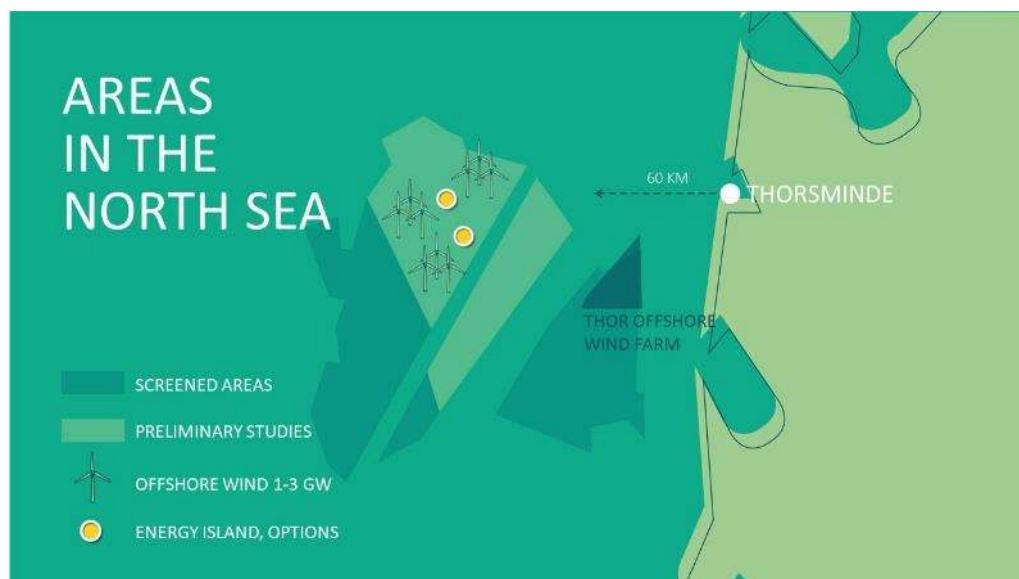 AREAS
IN THE
NORTH SEA
60 KM
THORSMINDE
THOR OFFSHORE
WIND FARM
SCREENED AREAS
PRELIMINARY STUDIES
OFFSHORE WIND 1-3 GW
ENERGY ISLAND, OPTIONS